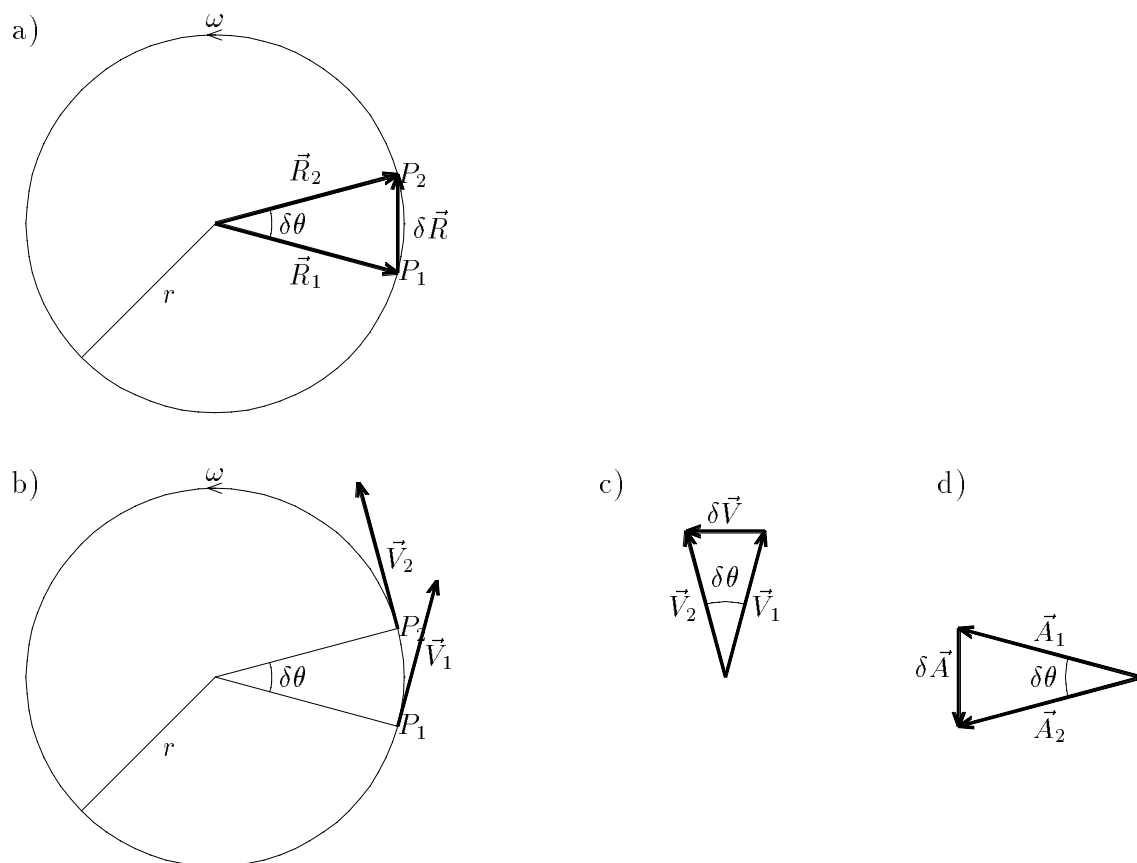 a)
ω
R⃗₂
P₂
δθ
δR⃗
R⃗₁
P₁
r
b)
ω
c)
d)
δV⃗
V⃗₂
δθ
V⃗₂
V⃗₁
P₂
V⃗₁
A⃗₁
δθ
δA⃗
δθ
P₁
A⃗₂
r